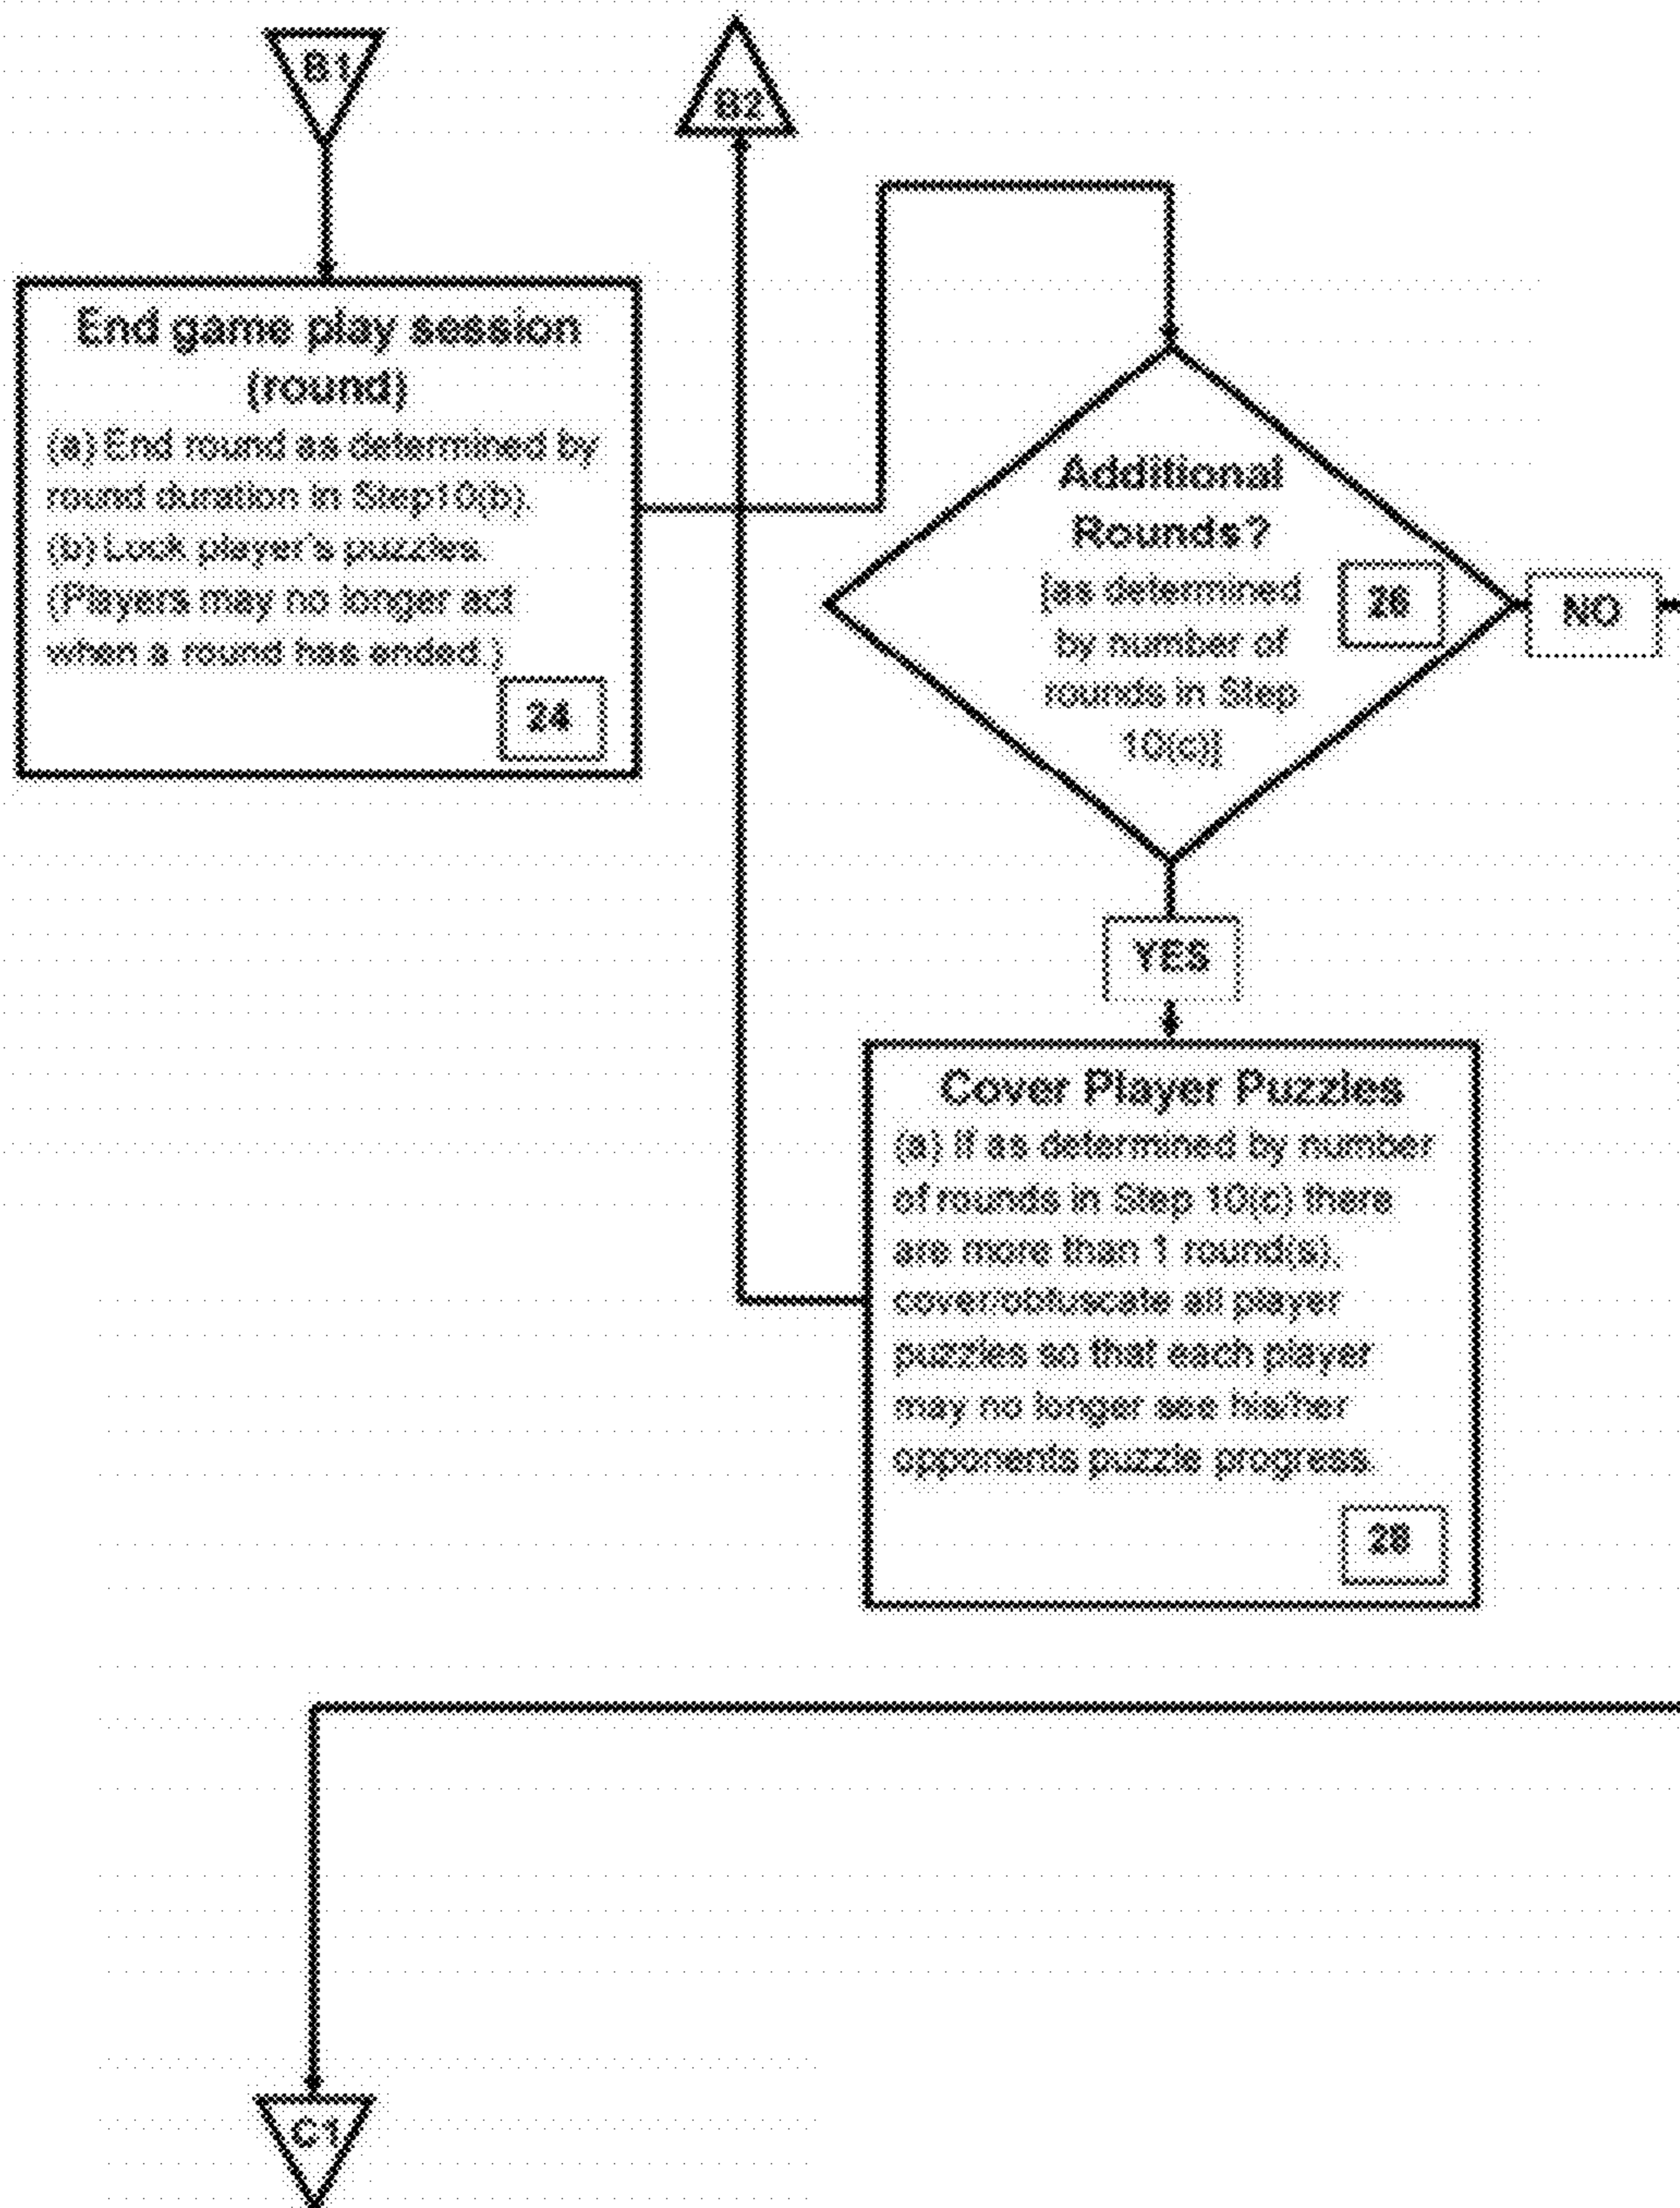 B1
B2
End game play session
(round)
(a) End round as determined by
round duration in Step10(b).
(b) Lock player's puzzles.
(Players may no longer act
when a round has ended.)
24
Additional
Rounds?
[as determined
by number of
rounds in Step
10(c)]
26
NO
YES
Cover Player Puzzles
(a) If as determined by number
of rounds in Step 10(c) there
are more than 1 round(s),
cover/obfuscate all player
puzzles so that each player
may no longer see his/her
opponents puzzle progress.
28
C1